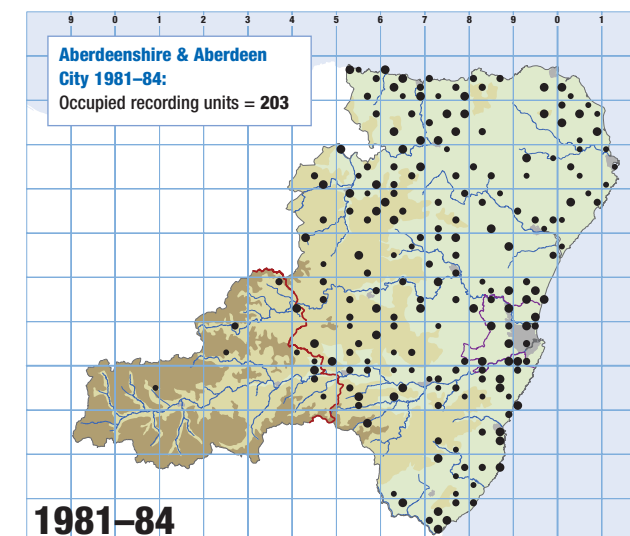 9 0 1 2 3 4 5 6 7 8 9 0 1
Aberdeenshire & Aberdeen
City 1981–84:
Occupied recording units = 203
1981–84